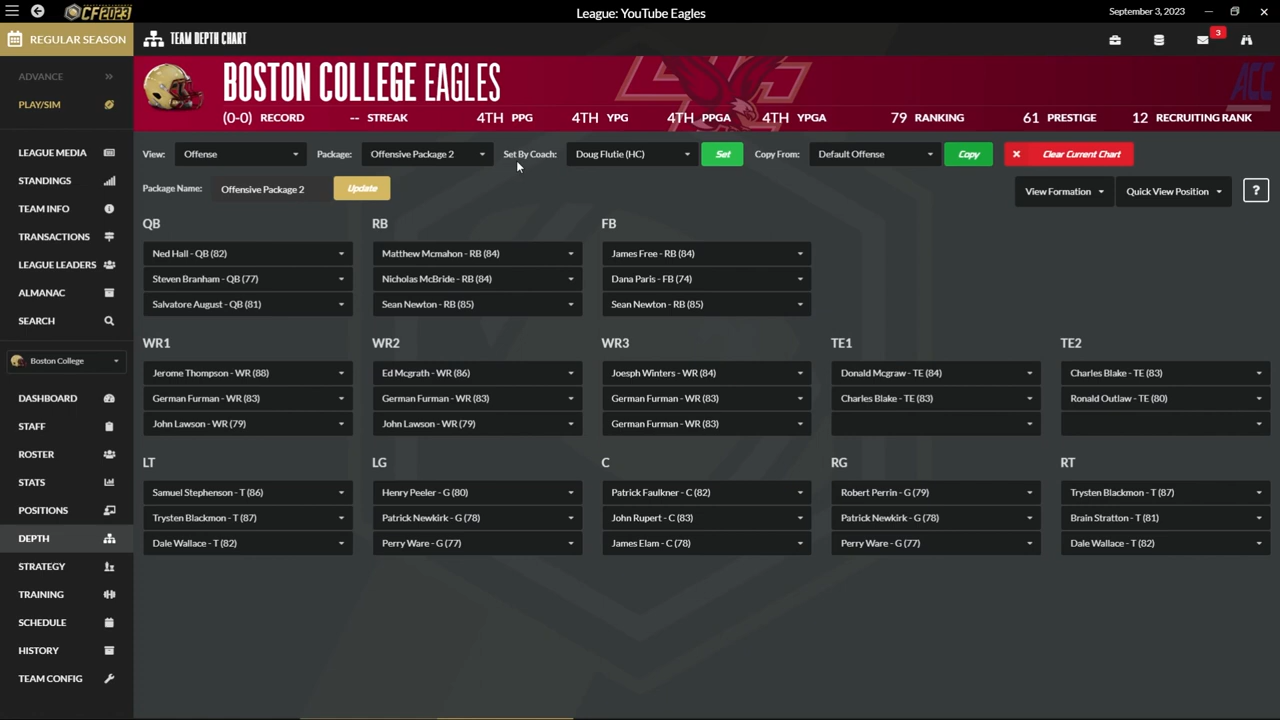 CF2023
League: YouTube Eagles
September 3, 2023
REGULAR SEASON
TEAM DEPTH CHART
3
ADVANCE
PLAY/SIM
BOSTON COLLEGE EAGLES
ACC
(0-0) RECORD -- STREAK 4TH PPG 4TH YPG 4TH PPGA 4TH YPGA 79 RANKING 61 PRESTIGE 12 RECRUITING RANK
LEAGUE MEDIA
STANDINGS
TEAM INFO
TRANSACTIONS
LEAGUE LEADERS
ALMANAC
SEARCH
Boston College
DASHBOARD
STAFF
ROSTER
STATS
POSITIONS
DEPTH
STRATEGY
TRAINING
SCHEDULE
HISTORY
TEAM CONFIG
View: Offense Package: Offensive Package 2 Set By Coach: Doug Flutie (HC) Set Copy From: Default Offense Copy Clear Current Chart
Package Name: Offensive Package 2 Update View Formation Quick View Position ?
QB RB FB
Ned Hall - QB (82) Matthew Mcmahon - RB (84) James Free - RB (84)
Steven Branham - QB (77) Nicholas McBride - RB (84) Dana Paris - FB (74)
Salvatore August - QB (81) Sean Newton - RB (85) Sean Newton - RB (85)
WR1 WR2 WR3 TE1 TE2
Jerome Thompson - WR (88) Ed Mcgrath - WR (86) Joesph Winters - WR (84) Donald Mcgraw - TE (84) Charles Blake - TE (83)
German Furman - WR (83) German Furman - WR (83) German Furman - WR (83) Charles Blake - TE (83) Ronald Outlaw - TE (80)
John Lawson - WR (79) John Lawson - WR (79) German Furman - WR (83)
LT LG C RG RT
Samuel Stephenson - T (86) Henry Peeler - G (80) Patrick Faulkner - C (82) Robert Perrin - G (79) Trysten Blackmon - T (87)
Trysten Blackmon - T (87) Patrick Newkirk - G (78) John Rupert - C (83) Patrick Newkirk - G (78) Brain Stratton - T (81)
Dale Wallace - T (82) Perry Ware - G (77) James Elam - C (78) Perry Ware - G (77) Dale Wallace - T (82)